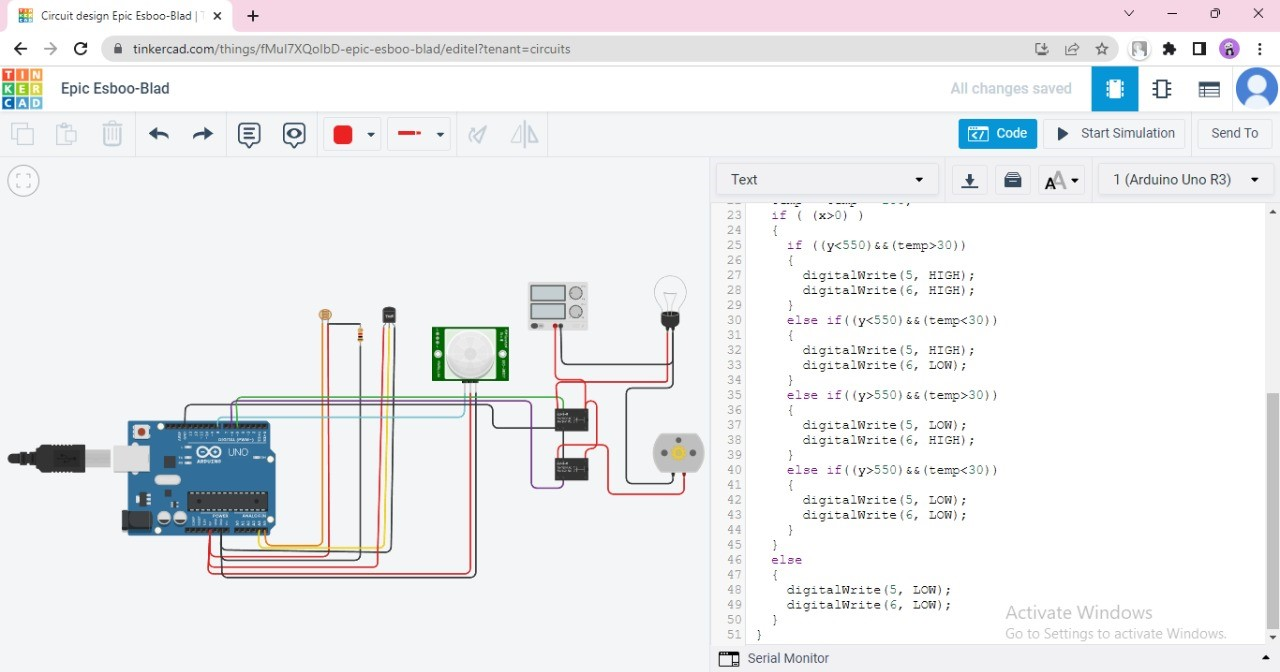 Circuit design Epic Esboo-Blad | T
tinkercad.com/things/fMul7XQolbD-epic-esboo-blad/editel?tenant=circuits
TIN
KER
CAD
Epic Esboo-Blad
All changes saved
Code
Start Simulation
Send To
Text
1 (Arduino Uno R3)
23 if ( (x>0) )
24 {
25 if ((y<550)&&(temp>30))
26 {
27 digitalWrite(5, HIGH);
28 digitalWrite(6, HIGH);
29 }
30 else if((y<550)&&(temp<30))
31 {
32 digitalWrite(5, HIGH);
33 digitalWrite(6, LOW);
34 }
35 else if((y>550)&&(temp>30))
36 {
37 digitalWrite(5, LOW);
38 digitalWrite(6, HIGH);
39 }
40 else if((y>550)&&(temp<30))
41 {
42 digitalWrite(5, LOW);
43 digitalWrite(6, LOW);
44 }
45 }
46 else
47 {
48 digitalWrite(5, LOW);
49 digitalWrite(6, LOW);
50 }
51 }
TMP
DIGITAL (PWM~)
UNO
ARDUINO
POWER
ANALOG IN
Activate Windows
Go to Settings to activate Windows.
Serial Monitor